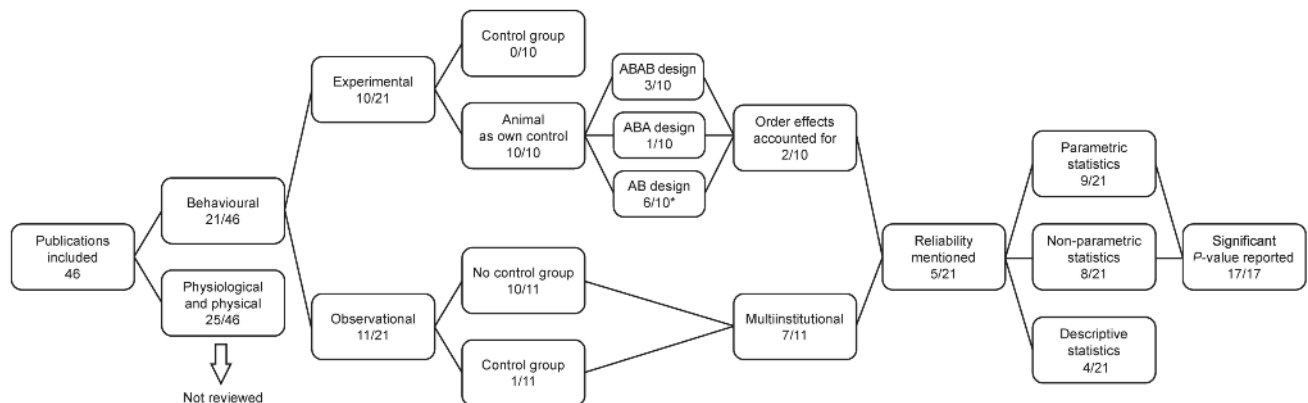 Publications
included
46
Behavioural
21/46
Physiological
and physical
25/46
Not reviewed
Experimental
10/21
Observational
11/21
Control group
0/10
Animal
as own control
10/10
No control group
10/11
Control group
1/11
ABAB design
3/10
ABA design
1/10
AB design
6/10*
Order effects
accounted for
2/10
Multiinstitutional
7/11
Reliability
mentioned
5/21
Parametric
statistics
9/21
Non-parametric
statistics
8/21
Descriptive
statistics
4/21
Significant
P-value reported
17/17